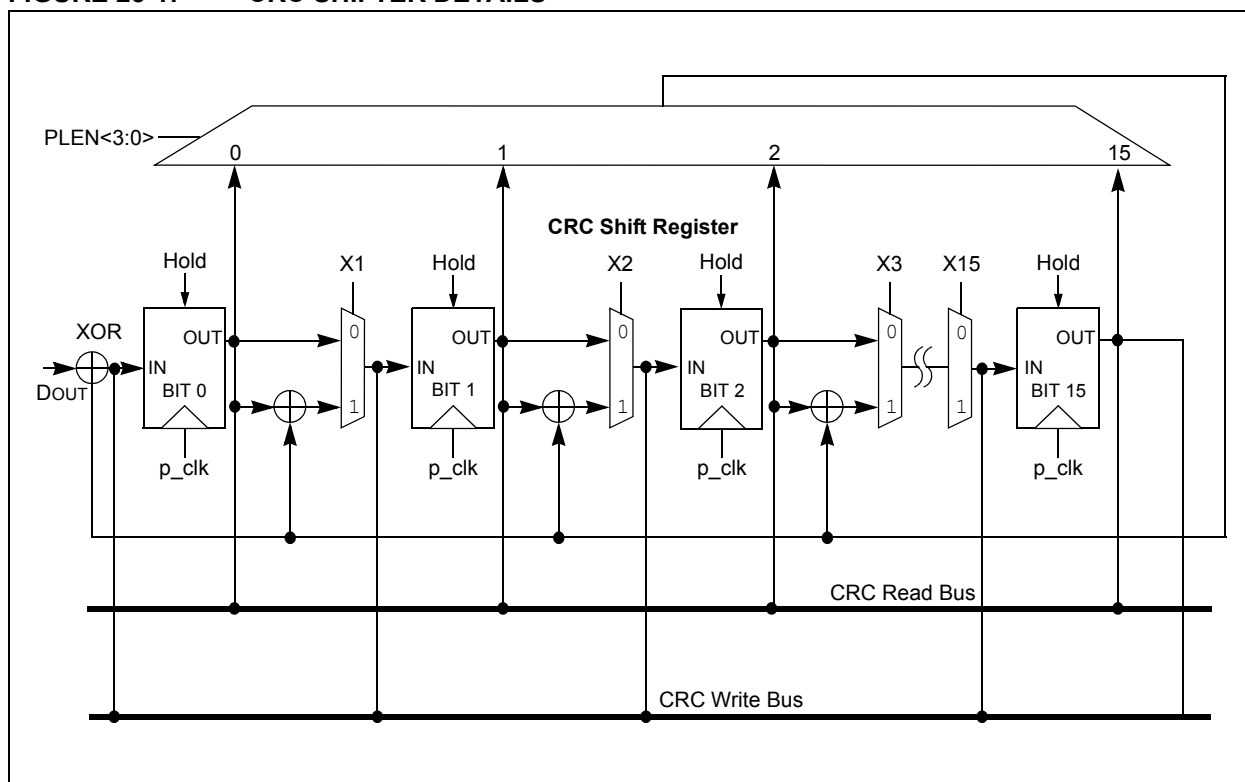 PLEN<3:0>
0 1 2 15
CRC Shift Register
Hold X1 Hold X2 Hold X3 X15 Hold
XOR
OUT 0 OUT 0 OUT 0 0 OUT
IN IN IN IN
DOUT
BIT 0 1 BIT 1 1 BIT 2 1 1 BIT 15
p_clk p_clk p_clk p_clk
CRC Read Bus
CRC Write Bus